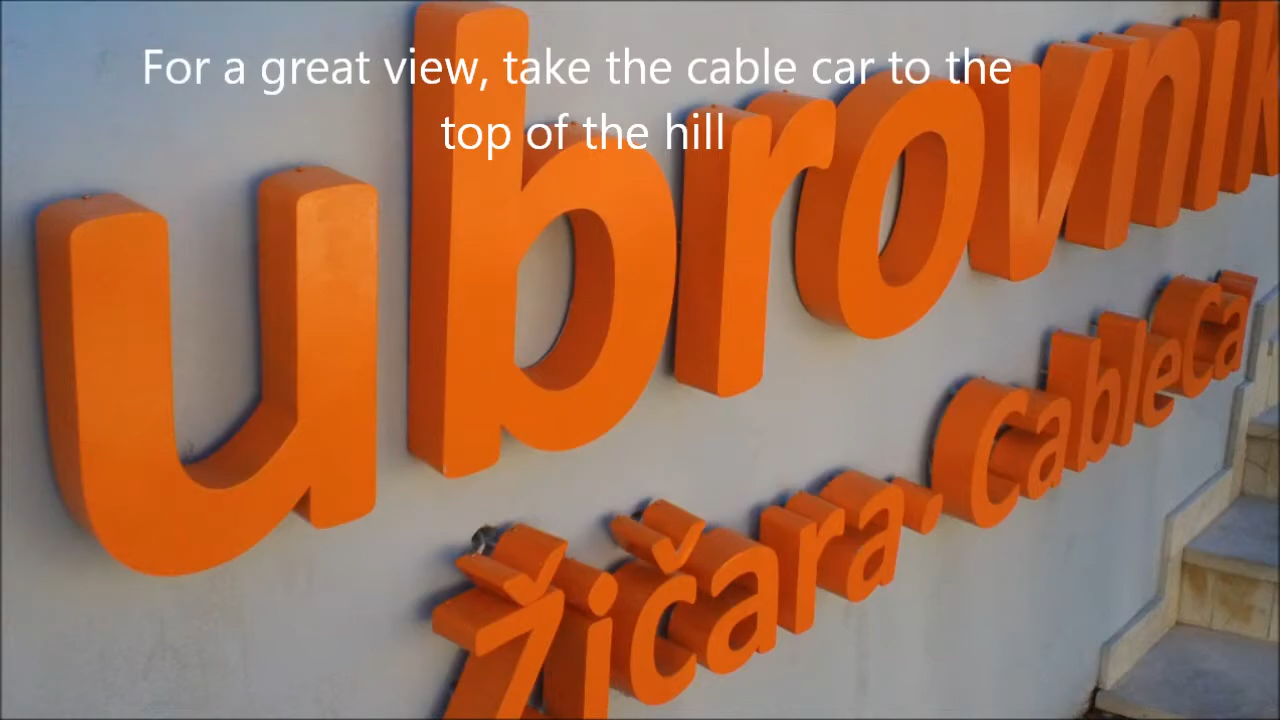 For a great view, take the cable car to the
top of the hill
ubrovnik
Žičara·CableCa